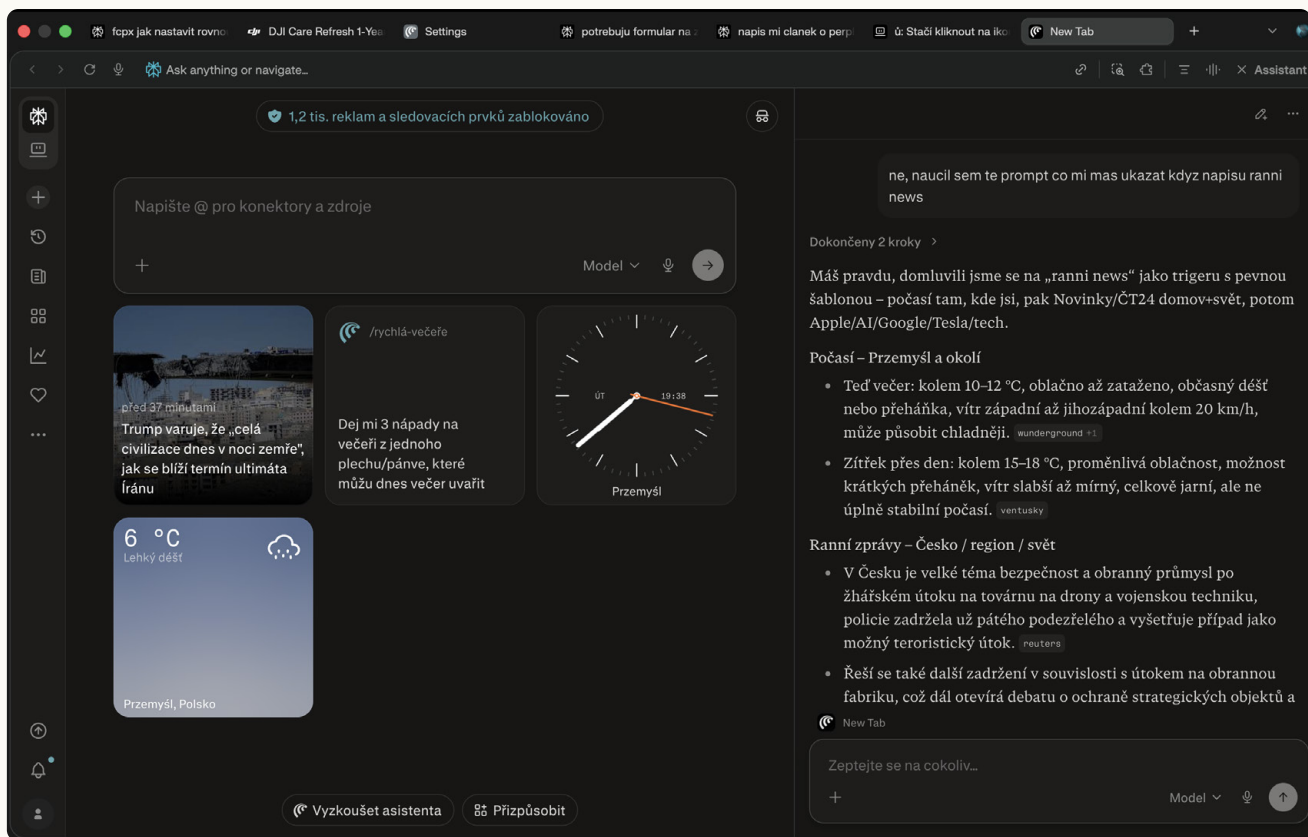 fcpx jak nastavit rovno
DJI Care Refresh 1-Yea
Settings
potrebuju formular na z
napis mi clanek o perp
ů: Stačí kliknout na iko
New Tab
Ask anything or navigate…
Assistant
1,2 tis. reklam a sledovacích prvků zablokováno
Napište @ pro konektory a zdroje
Model
před 37 minutami
Trump varuje, že „celá
civilizace dnes v noci zemře",
jak se blíží termín ultimáta
Íránu
/rychlá-večeře
Dej mi 3 nápady na
večeři z jednoho
plechu/pánve, které
můžu dnes večer uvařit
ÚT
19:38
Przemyśl
6 °C
Lehký déšť
Przemyśl, Polsko
Vyzkoušet asistenta
Přizpůsobit
ne, naucil sem te prompt co mi mas ukazat kdyz napisu ranni
news
Dokončeny 2 kroky
Máš pravdu, domluvili jsme se na „ranni news" jako trigeru s pevnou
šablonou – počasí tam, kde jsi, pak Novinky/ČT24 domov+svět, potom
Apple/AI/Google/Tesla/tech.
Počasí – Przemyśl a okolí
Teď večer: kolem 10–12 °C, oblačno až zataženo, občasný déšť
nebo přeháňka, vítr západní až jihozápadní kolem 20 km/h,
může působit chladněji. wunderground +1
Zítřek přes den: kolem 15–18 °C, proměnlivá oblačnost, možnost
krátkých přeháněk, vítr slabší až mírný, celkově jarní, ale ne
úplně stabilní počasí. ventusky
Ranní zprávy – Česko / region / svět
V Česku je velké téma bezpečnost a obranný průmysl po
žhářském útoku na továrnu na drony a vojenskou techniku,
policie zadržela už pátého podezřelého a vyšetřuje případ jako
možný teroristický útok. reuters
Řeší se také další zadržení v souvislosti s útokem na obrannou
fabriku, což dál otevírá debatu o ochraně strategických objektů a
New Tab
Zeptejte se na cokoliv…
Model